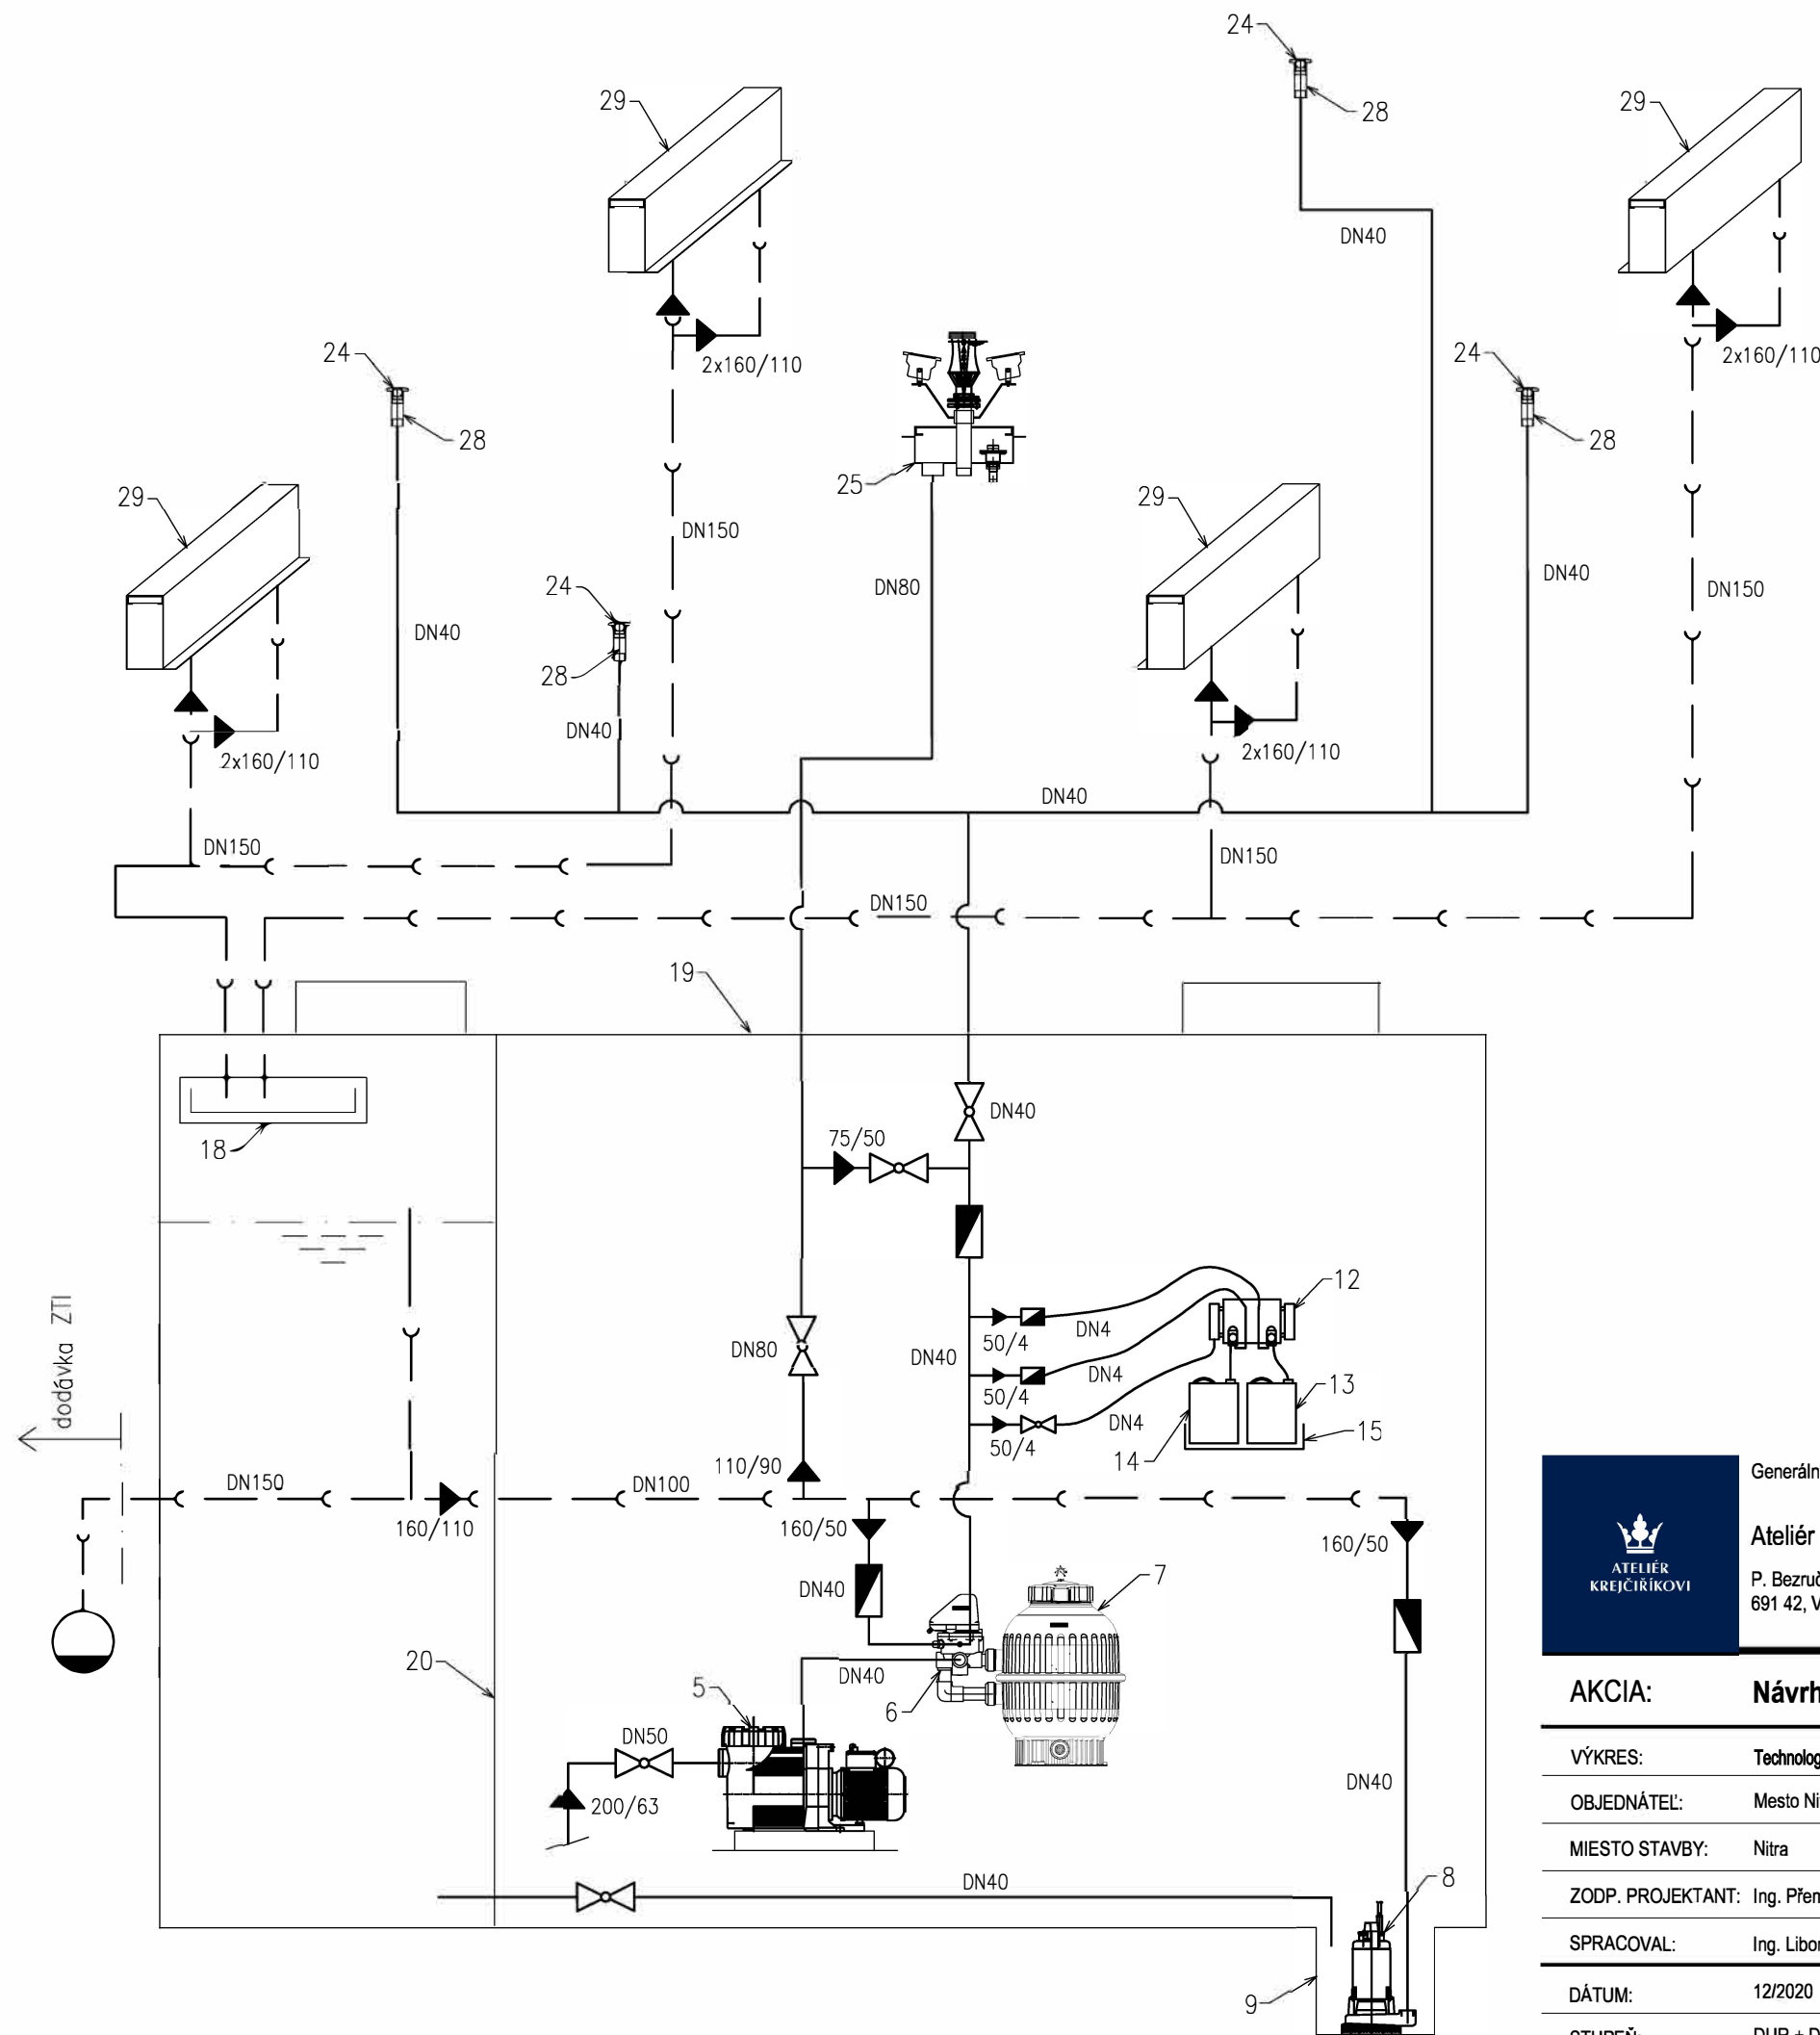 24
29
28
29
DN40
24
2x160/110
24
2x160/110
28
28
25
29
29
DN150
24
DN80
DN40
DN150
DN40
28
DN40
2x160/110
2x160/110
DN40
DN150
DN150
DN150
19
DN40
18
75/50
12
dodávka ZTI
50/4
DN4
DN80
DN40
50/4
DN4
13
50/4
DN4
14
15
110/90
DN150
DN100
160/110
160/50
160/50
DN40
7
20
DN40
5
6
DN50
200/63
DN40
DN40
8
9
Generáln
Ateliér
ATELIÉR
KREJČIŘÍKOVI
P. Bezruč
691 42, V
AKCIA: Návrh
VÝKRES: Technolog
OBJEDNÁTEĽ: Mesto Ni
MIESTO STAVBY: Nitra
ZODP. PROJEKTANT: Ing. Přem
SPRACOVAL: Ing. Libor
DÁTUM: 12/2020